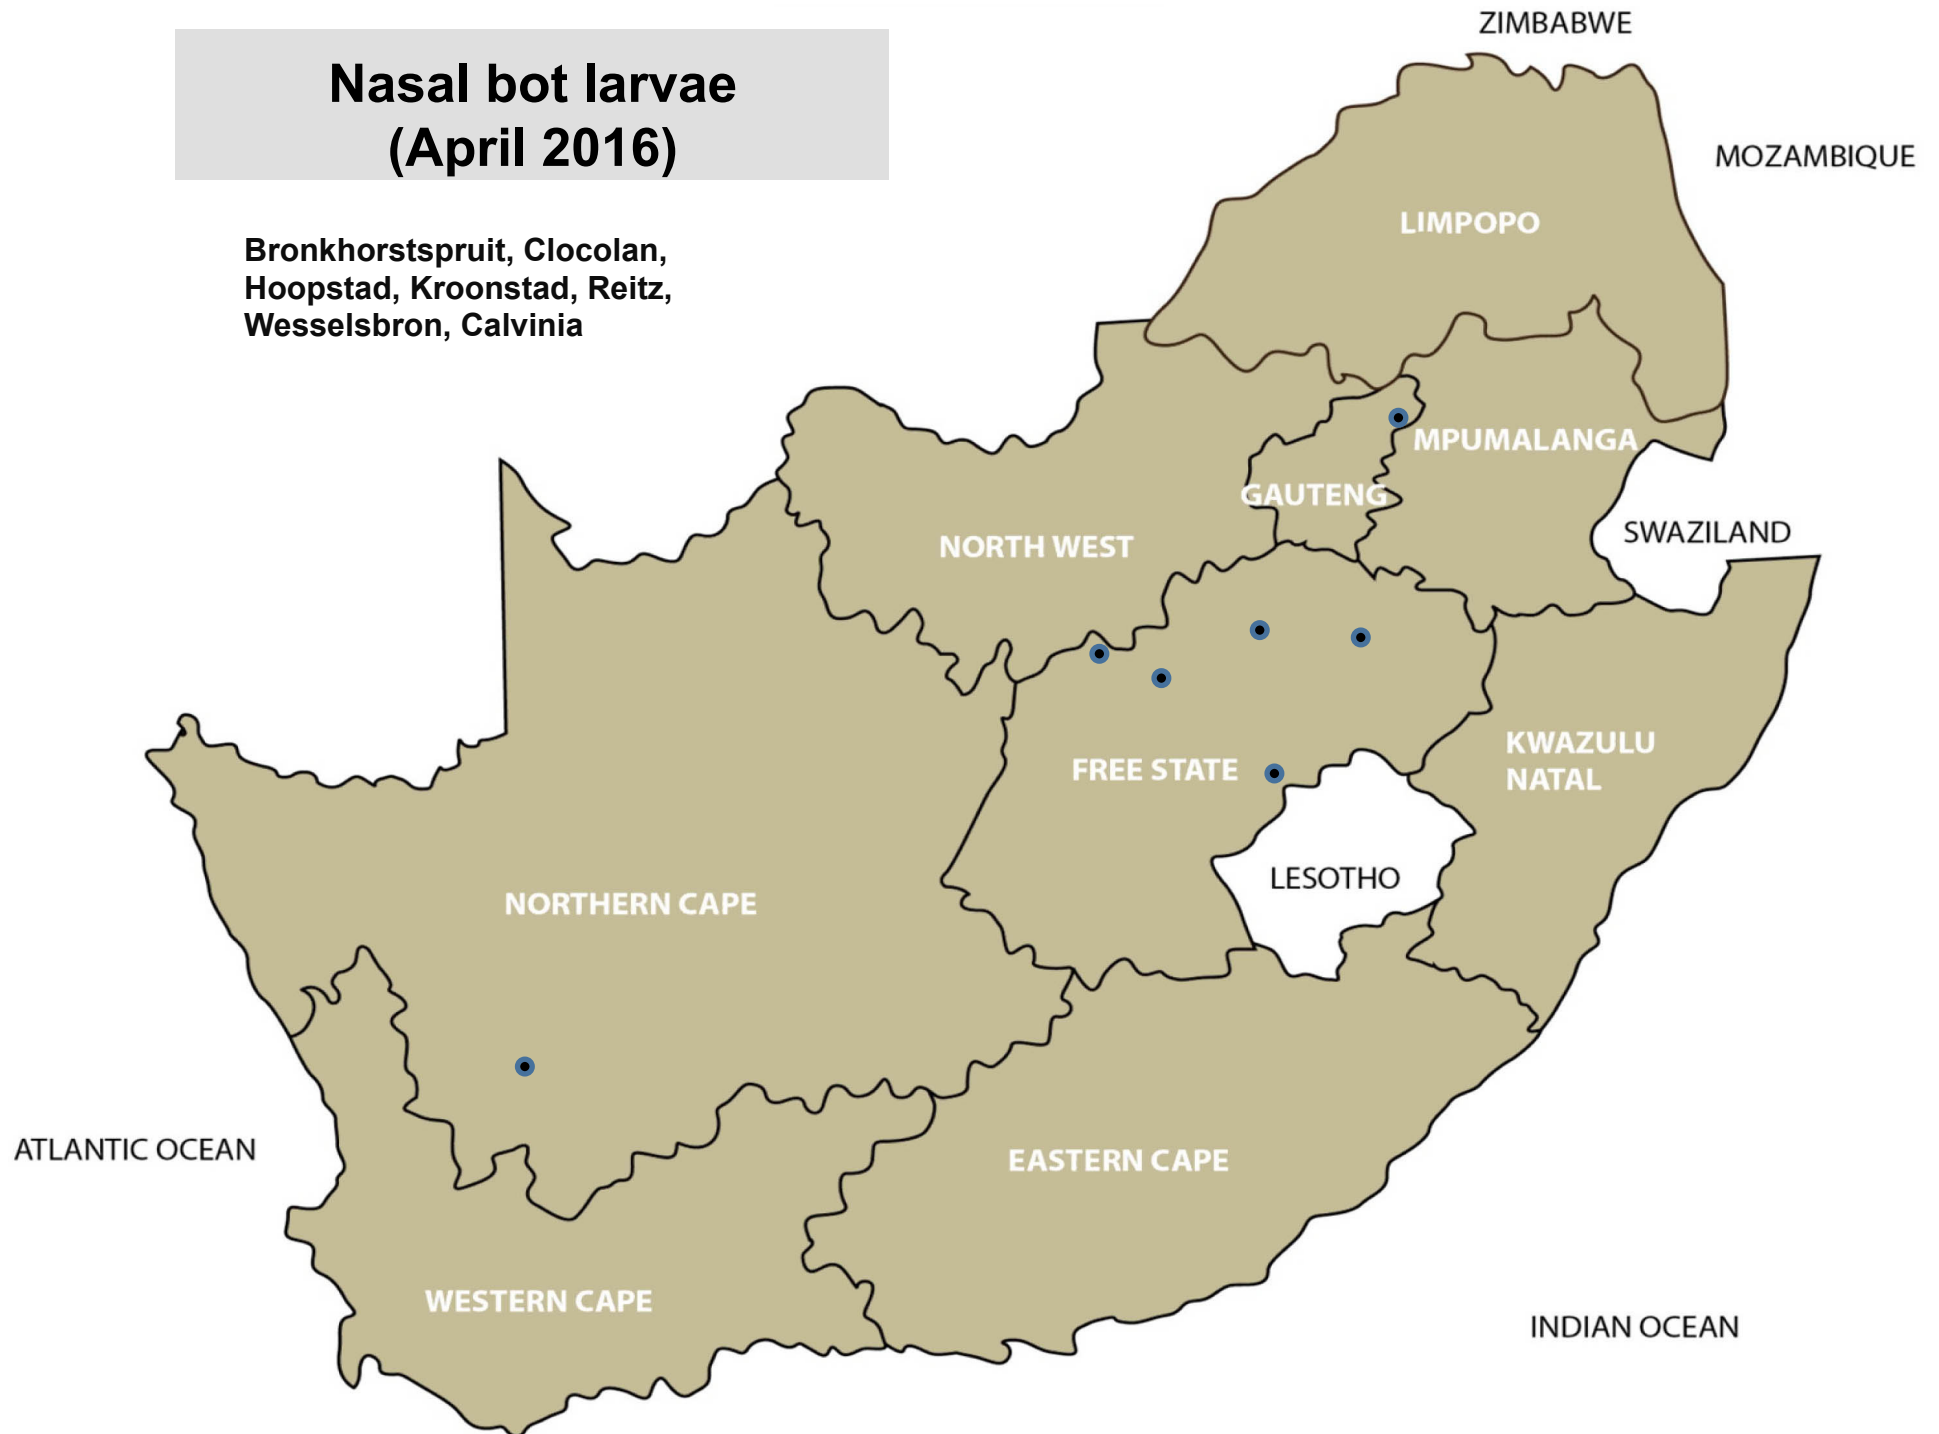 Nasal bot larvae
(April 2016)
Bronkhorstspruit, Clocolan,
Hoopstad, Kroonstad, Reitz,
Wesselsbron, Calvinia
ZIMBABWE
MOZAMBIQUE
LIMPOPO
MPUMALANGA
GAUTENG
SWAZILAND
NORTH WEST
KWAZULU
NATAL
FREE STATE
LESOTHO
NORTHERN CAPE
ATLANTIC OCEAN
EASTERN CAPE
WESTERN CAPE
INDIAN OCEAN